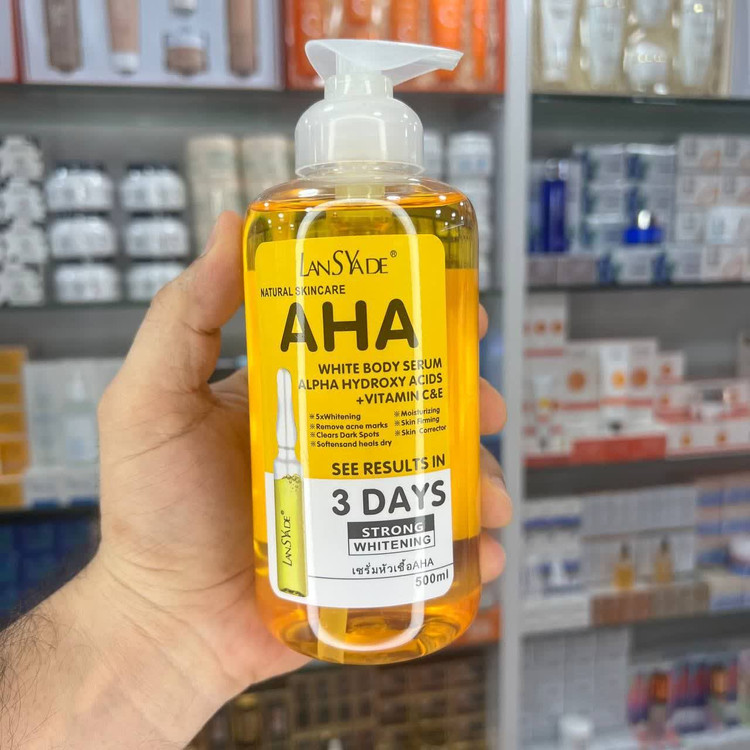 LANSYADE®
NATURAL SKINCARE
AHA
WHITE BODY SERUM
ALPHA HYDROXY ACIDS
+VITAMIN C&E
※5xWhitening
※Remove acne marks
※Clears Dark Spots
※Softensand heals dry
※Moisturizing
※Skin Firming
※Skin Corrector
SEE RESULTS IN
3 DAYS
STRONG
WHITENING
เซรั่มหัวเชื้อAHA
500ml
LANSYADE®